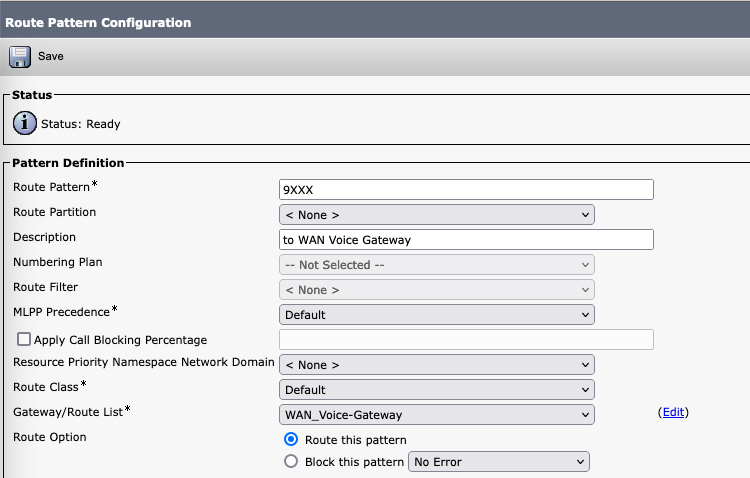 Route Pattern Configuration
Save
Status
i Status: Ready
Pattern Definition
Route Pattern* 9XXX
Route Partition < None >
Description to WAN Voice Gateway
Numbering Plan -- Not Selected --
Route Filter < None >
MLPP Precedence* Default
Apply Call Blocking Percentage
Resource Priority Namespace Network Domain < None >
Route Class* Default
Gateway/Route List* WAN_Voice-Gateway (Edit)
Route Option Route this pattern
Block this pattern No Error